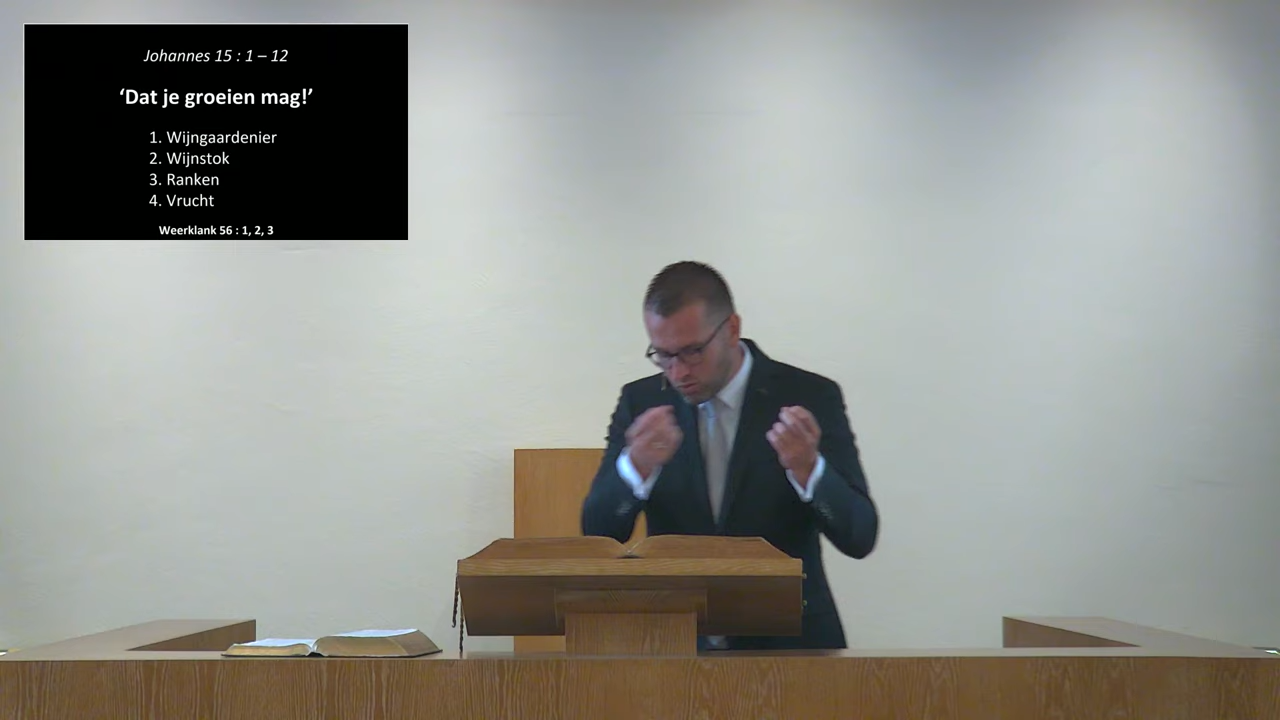 Johannes 15 : 1 – 12
‘Dat je groeien mag!’
1. Wijngaardenier
2. Wijnstok
3. Ranken
4. Vrucht
Weerklank 56 : 1, 2, 3